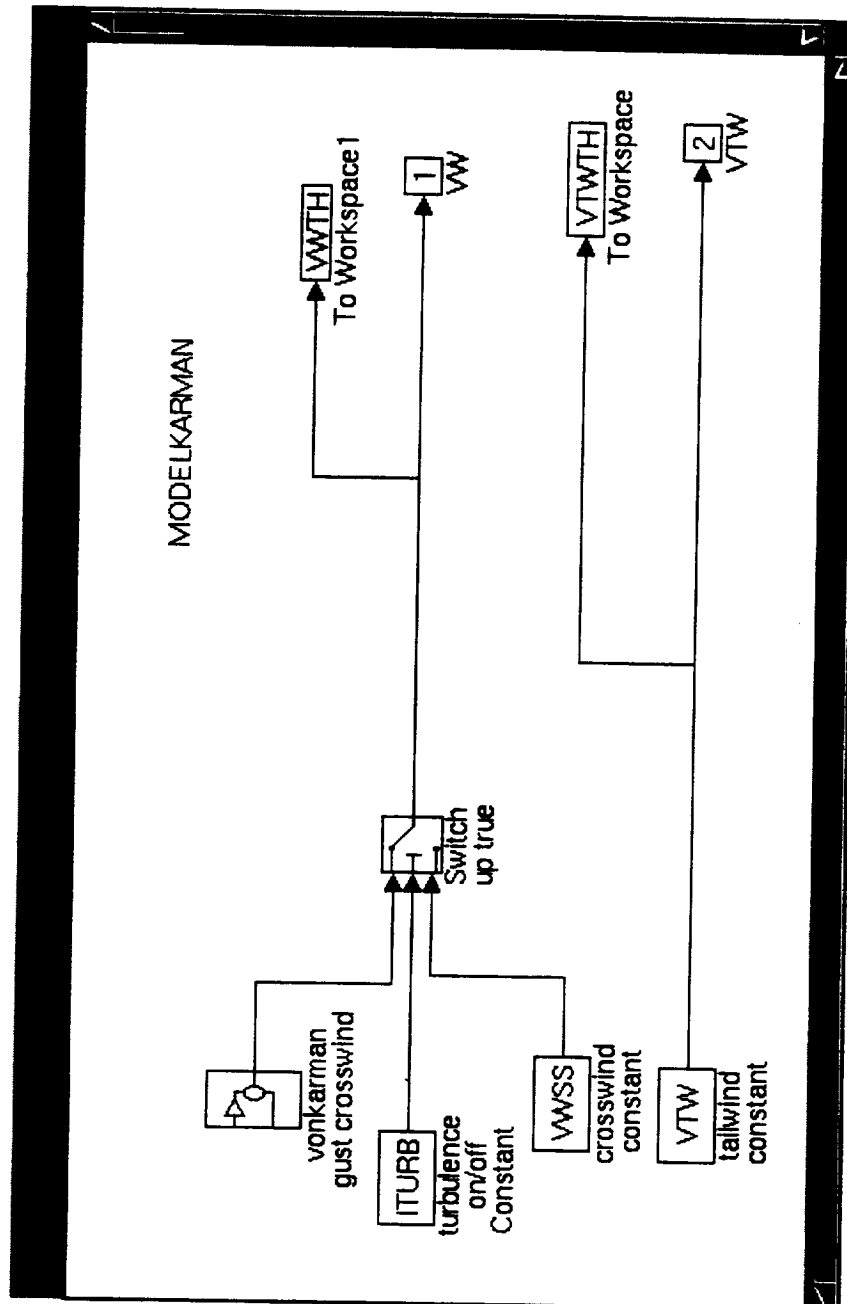 MODELKARMAN
vonkarman
gust crosswind
ITURB
turbulence
on/off
Constant
VWSS
crosswind
constant
VTW
tailwind
constant
Switch
up true
VWTH
To Workspace1
1
VW
VTWTH
To Workspace
2
VTW